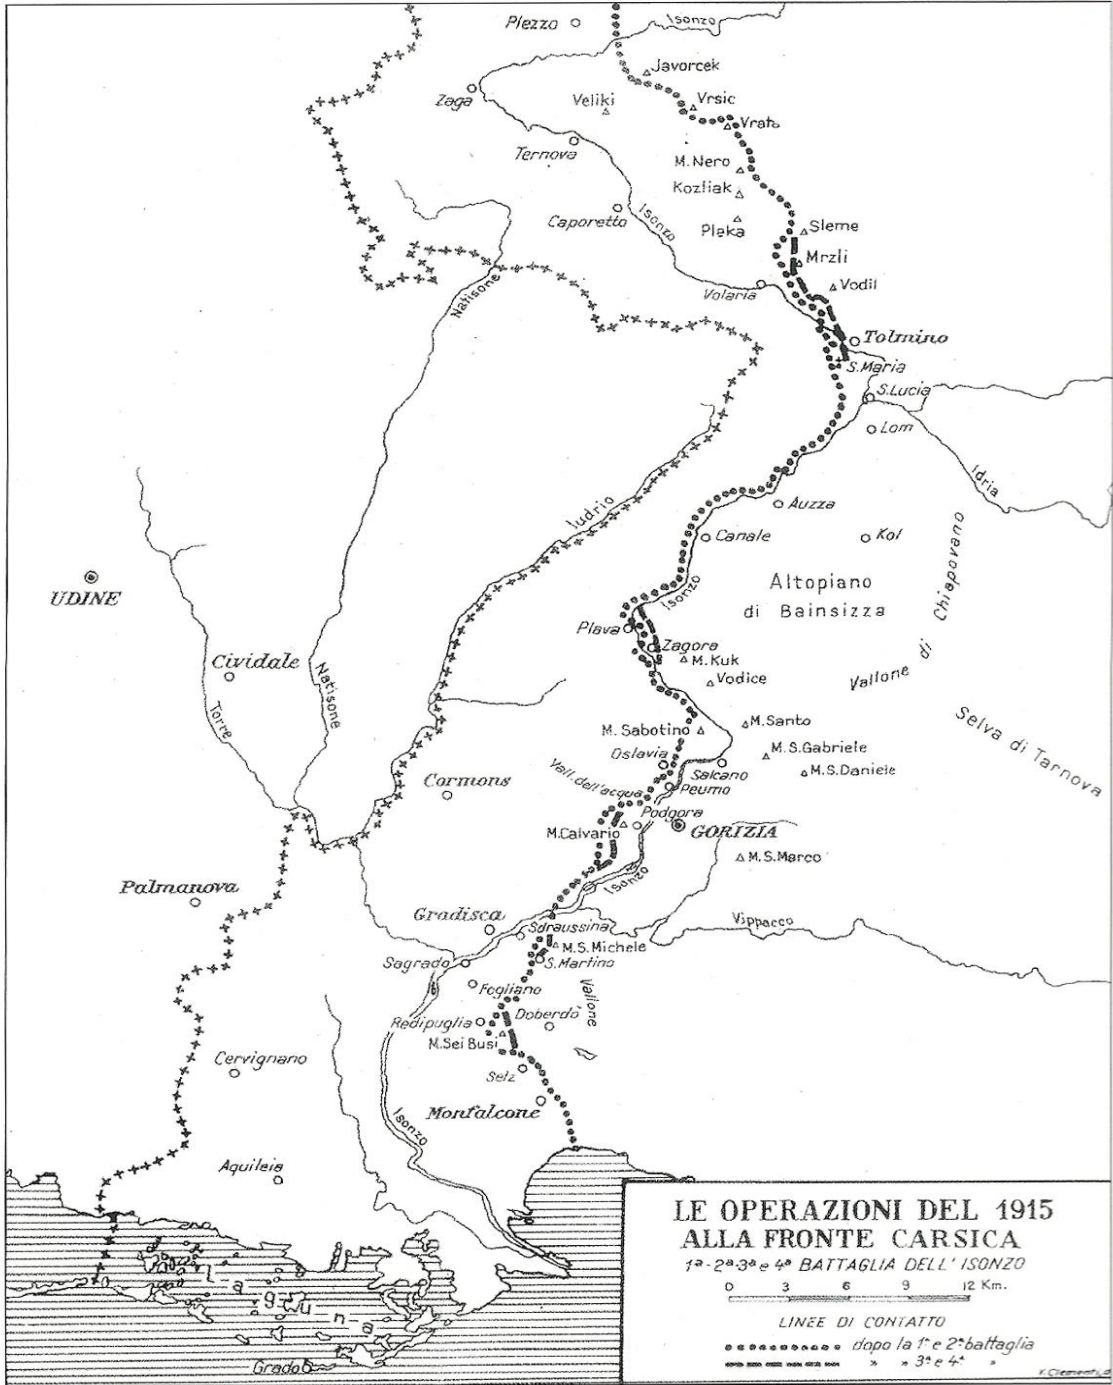 Plezzo
Isonzo
Javorcek
Zaga
Veliki
Vrsic
Vrata
Ternova
M. Nero
Kozliak
Caporetto
Isonzo
Pleka
Sleme
Mrzli
Natisone
Volaria
Vodil
Tolmino
S. Maria
S. Lucia
Lom
Idria
Iudrio
Auzza
Canale
Kol
UDINE
Isonzo
Altopiano
di Bainsizza
Vallone di Chiapovano
Plava
Zagora
M. Kuk
Cividale
Vodice
Natisone
Torre
M. Sabotino
M. Santo
Selva di Tarnova
Oslavia
Salcano
M.S.Gabriele
M.S.Daniele
Cormons
Vall. dell'acqua
Peumo
Podgora
M.Calvario
GORIZIA
M.S.Marco
Palmanova
Isonzo
Gradisca
Sdraussina
Vippacco
M.S.Michele
Sagrado
S.Martino
Fogliano
Vallone
Redipuglia
Doberdò
M.Sei Busi
Cervignano
Selz
Monfalcone
Isonzo
Aquileia
Laguna
Grado
LE OPERAZIONI DEL 1915
ALLA FRONTE CARSICA
1ª-2ª-3ª e 4ª BATTAGLIA DELL'ISONZO
0 3 6 9 12 Km.
LINEE DI CONTATTO
dopo la 1ª e 2ª battaglia
» » 3ª e 4ª »